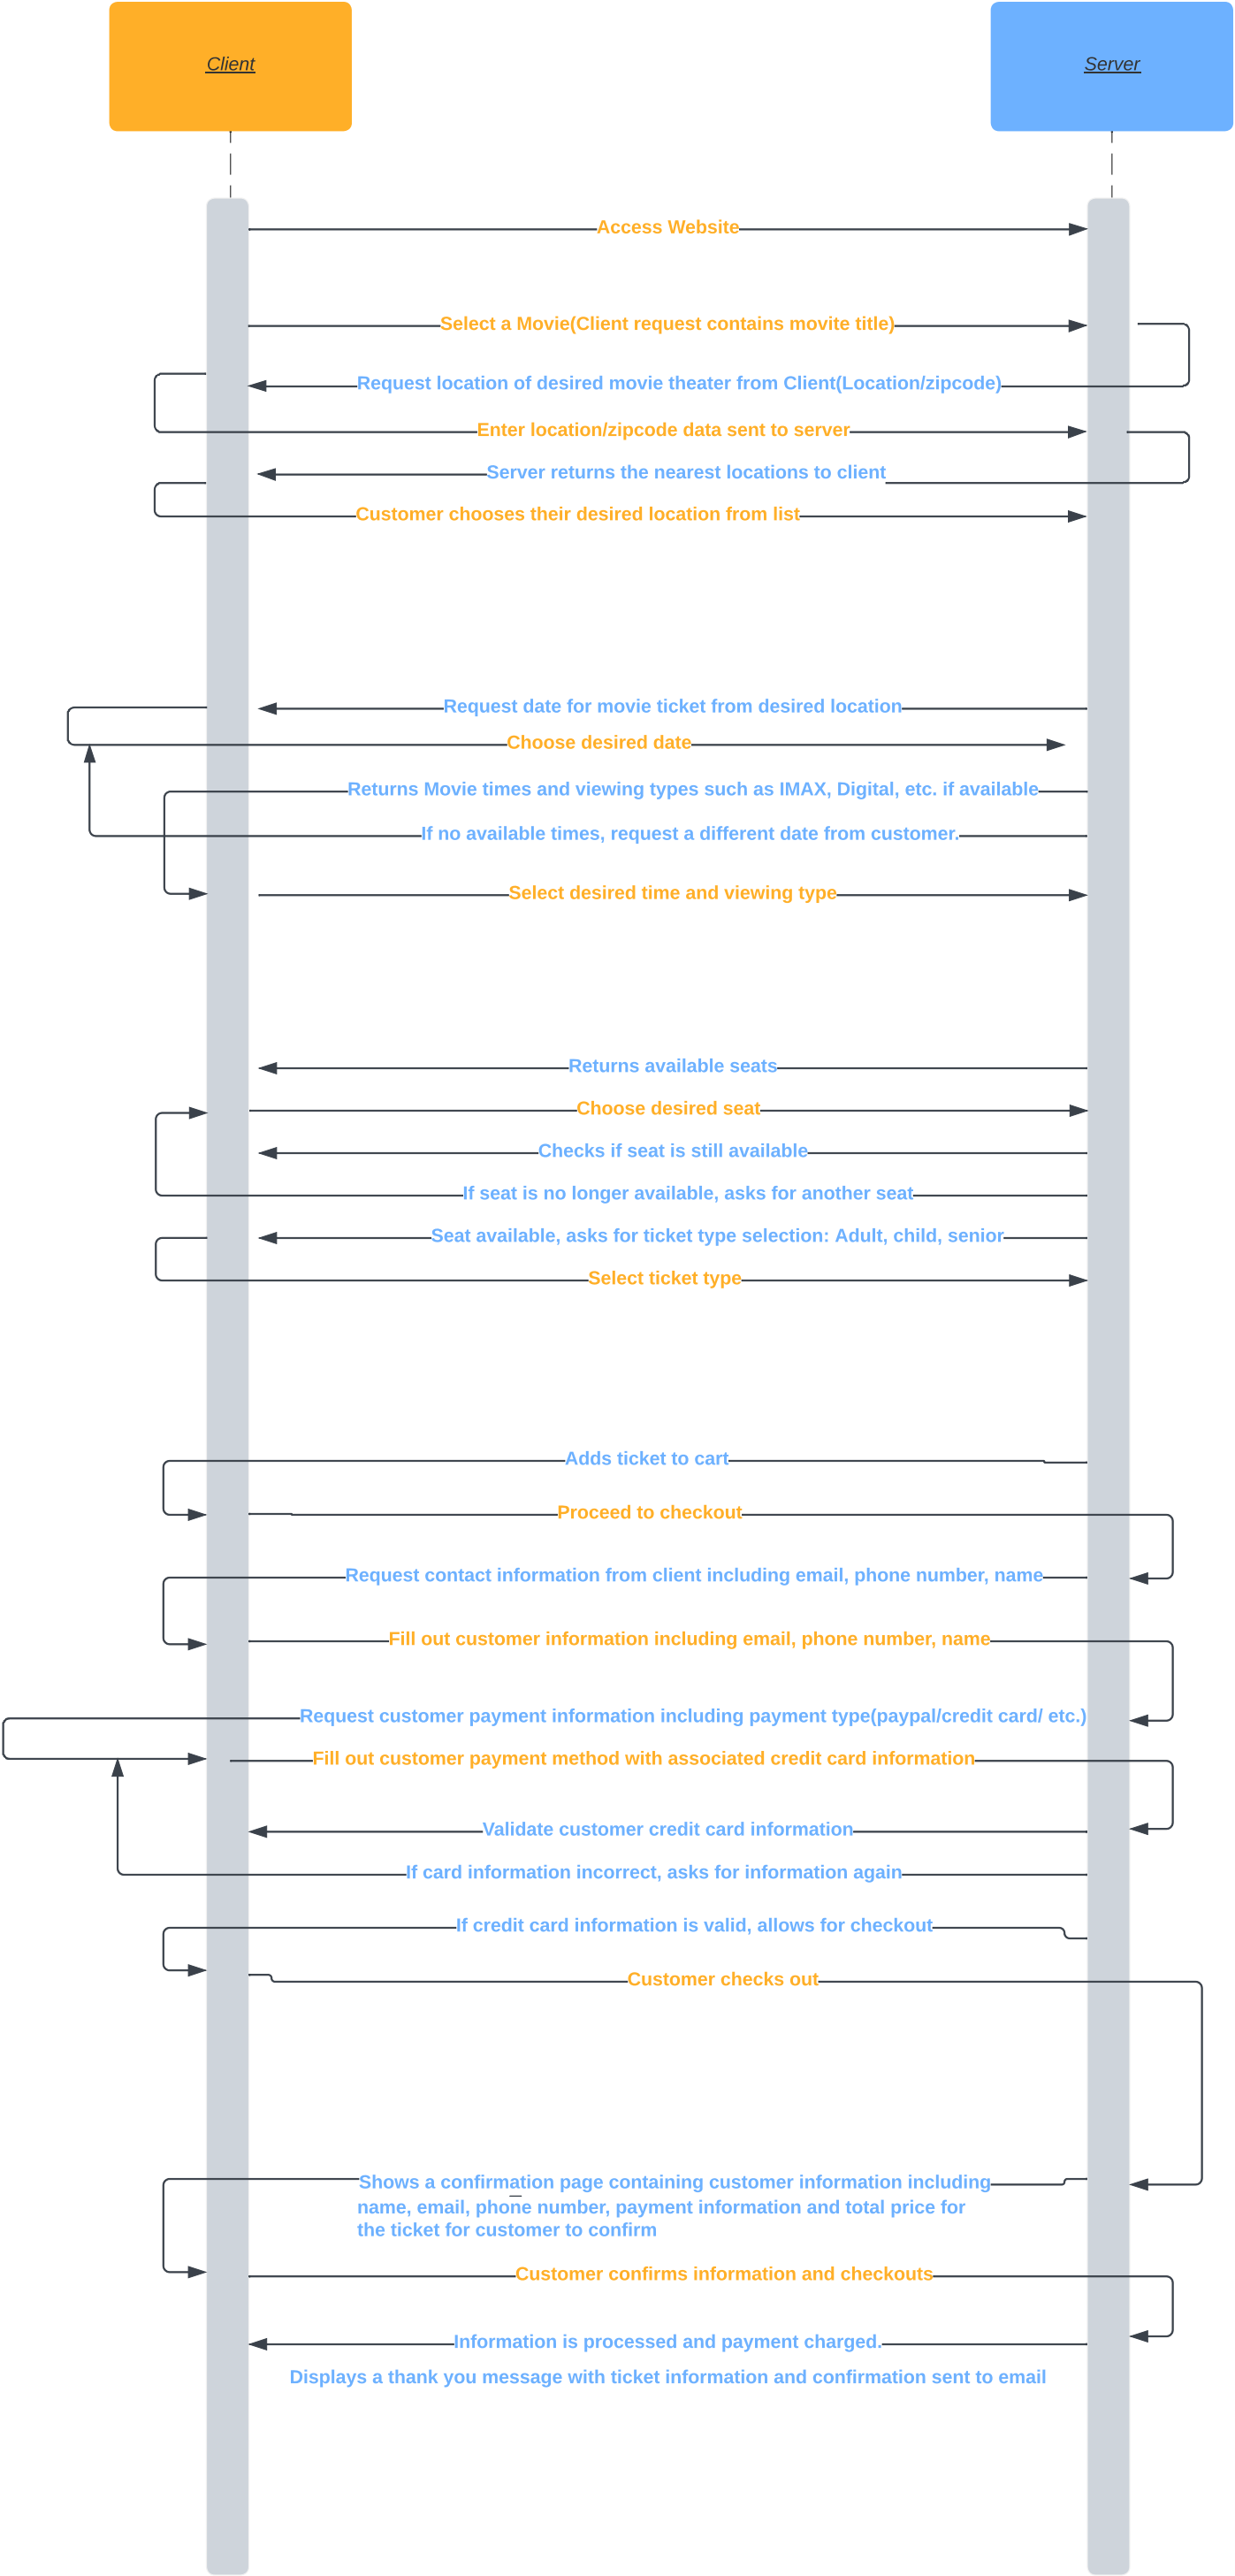 Client
Server
Access Website
Select a Movie(Client request contains movite title)
Request location of desired movie theater from Client(Location/zipcode)
Enter location/zipcode data sent to server
Server returns the nearest locations to client
Customer chooses their desired location from list
Request date for movie ticket from desired location
Choose desired date
Returns Movie times and viewing types such as IMAX, Digital, etc. if available
If no available times, request a different date from customer.
Select desired time and viewing type
Returns available seats
Choose desired seat
Checks if seat is still available
If seat is no longer available, asks for another seat
Seat available, asks for ticket type selection: Adult, child, senior
Select ticket type
Adds ticket to cart
Proceed to checkout
Request contact information from client including email, phone number, name
Fill out customer information including email, phone number, name
Request customer payment information including payment type(paypal/credit card/ etc.)
Fill out customer payment method with associated credit card information
Validate customer credit card information
If card information incorrect, asks for information again
If credit card information is valid, allows for checkout
Customer checks out
Shows a confirmation page containing customer information including
name, email, phone number, payment information and total price for
the ticket for customer to confirm
Customer confirms information and checkouts
Information is processed and payment charged.
Displays a thank you message with ticket information and confirmation sent to email